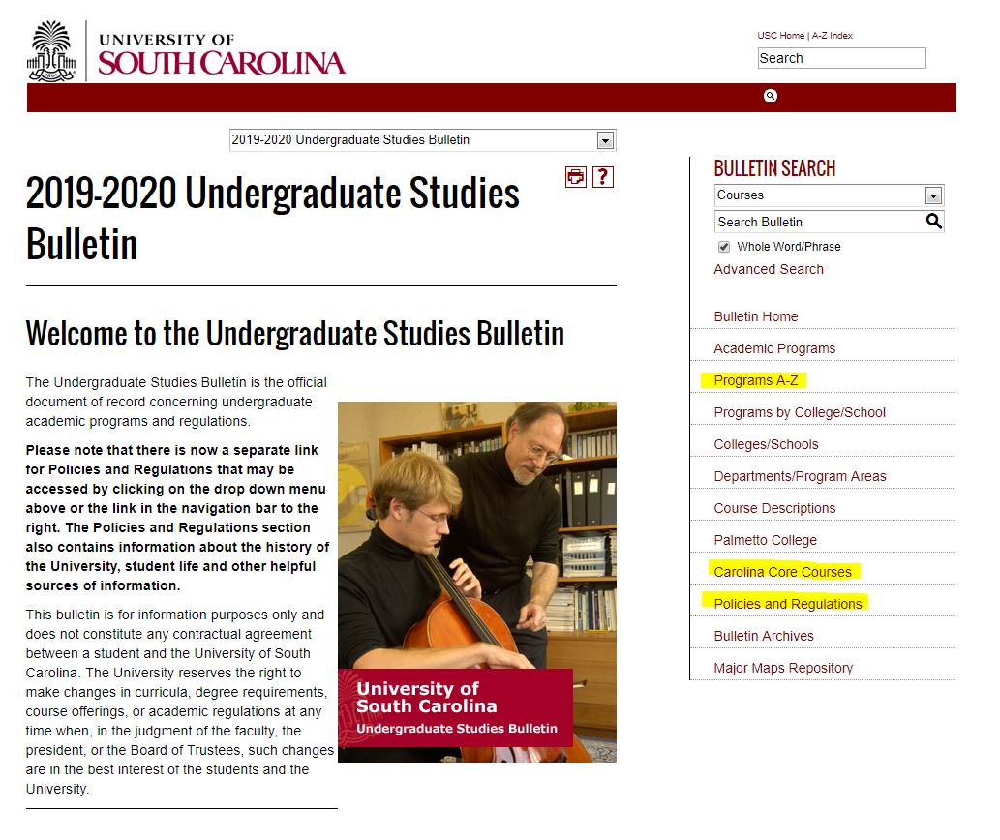 UNIVERSITY OF
SOUTH CAROLINA
USC Home | A-Z Index
Search
2019-2020 Undergraduate Studies Bulletin
2019-2020 Undergraduate Studies
Bulletin
?
Welcome to the Undergraduate Studies Bulletin
The Undergraduate Studies Bulletin is the official
document of record concerning undergraduate
academic programs and regulations.
Please note that there is now a separate link
for Policies and Regulations that may be
accessed by clicking on the drop down menu
above or the link in the navigation bar to the
right. The Policies and Regulations section
also contains information about the history of
the University, student life and other helpful
sources of information.
This bulletin is for information purposes only and
does not constitute any contractual agreement
between a student and the University of South
Carolina. The University reserves the right to
make changes in curricula, degree requirements,
course offerings, or academic regulations at any
time when, in the judgment of the faculty, the
president, or the Board of Trustees, such changes
are in the best interest of the students and the
University.
University of
South Carolina
Undergraduate Studies Bulletin
BULLETIN SEARCH
Courses
Search Bulletin
Whole Word/Phrase
Advanced Search
Bulletin Home
Academic Programs
Programs A-Z
Programs by College/School
Colleges/Schools
Departments/Program Areas
Course Descriptions
Palmetto College
Carolina Core Courses
Policies and Regulations
Bulletin Archives
Major Maps Repository